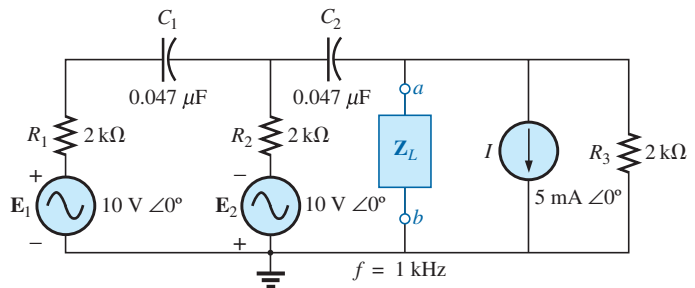 C₁
C₂
0.047 μF
0.047 μF
a
R₁
2 kΩ
R₂
2 kΩ
Z_L
I
R₃
2 kΩ
+
−
E₁
10 V ∠0°
E₂
10 V ∠0°
b
5 mA ∠0°
−
+
f = 1 kHz